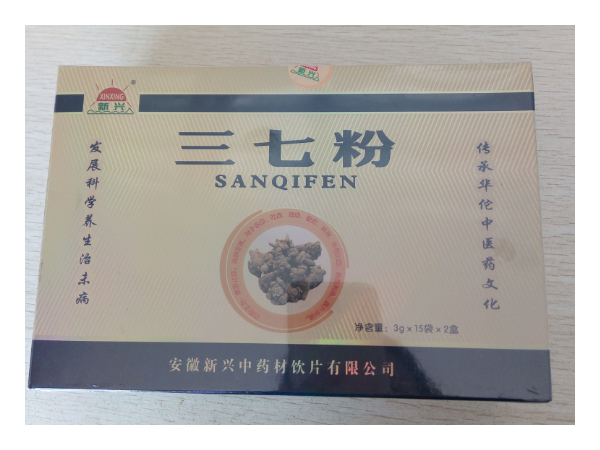 XINXING
新兴
®
新兴
三七粉
SANQIFEN
发展科学养生治未病
传承华佗中医药文化
净含量：3g×15袋×2盒
安徽新兴中药材饮片有限公司